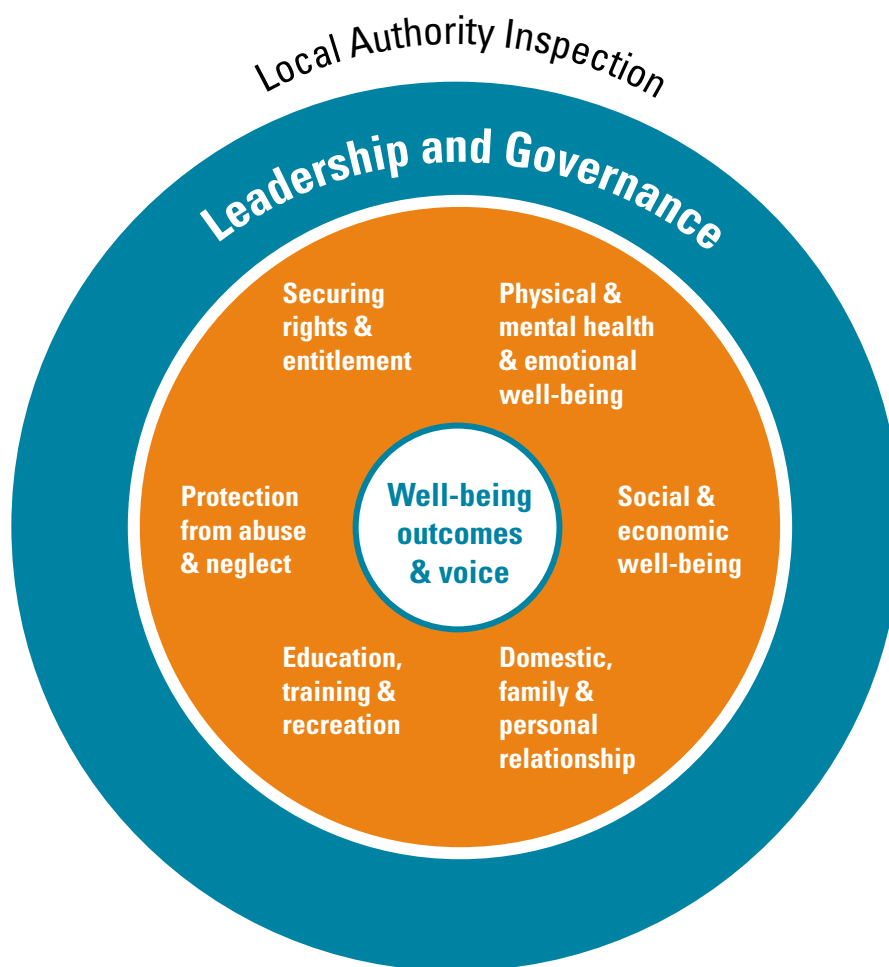 Local Authority Inspection
Leadership and Governance
Securing
rights &
entitlement
Physical &
mental health
& emotional
well-being
Protection
from abuse
& neglect
Well-being
outcomes
& voice
Social &
economic
well-being
Education,
training &
recreation
Domestic,
family &
personal
relationship